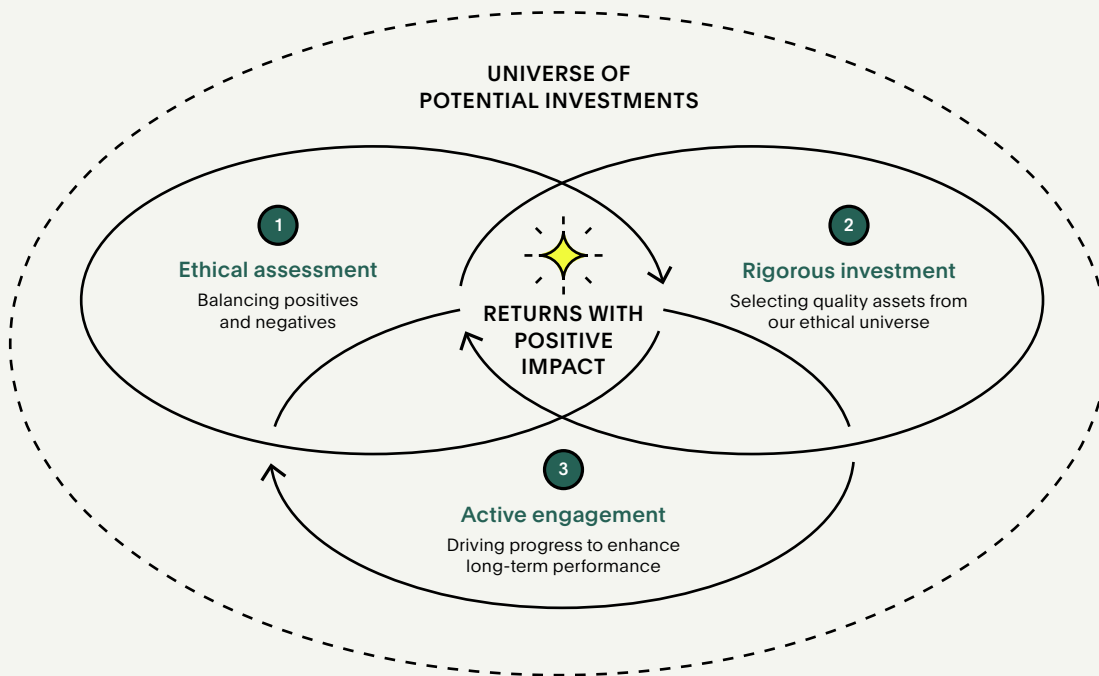 UNIVERSE OF
POTENTIAL INVESTMENTS
1
Ethical assessment
Balancing positives
and negatives
2
Rigorous investment
Selecting quality assets from
our ethical universe
RETURNS WITH
POSITIVE
IMPACT
3
Active engagement
Driving progress to enhance
long-term performance